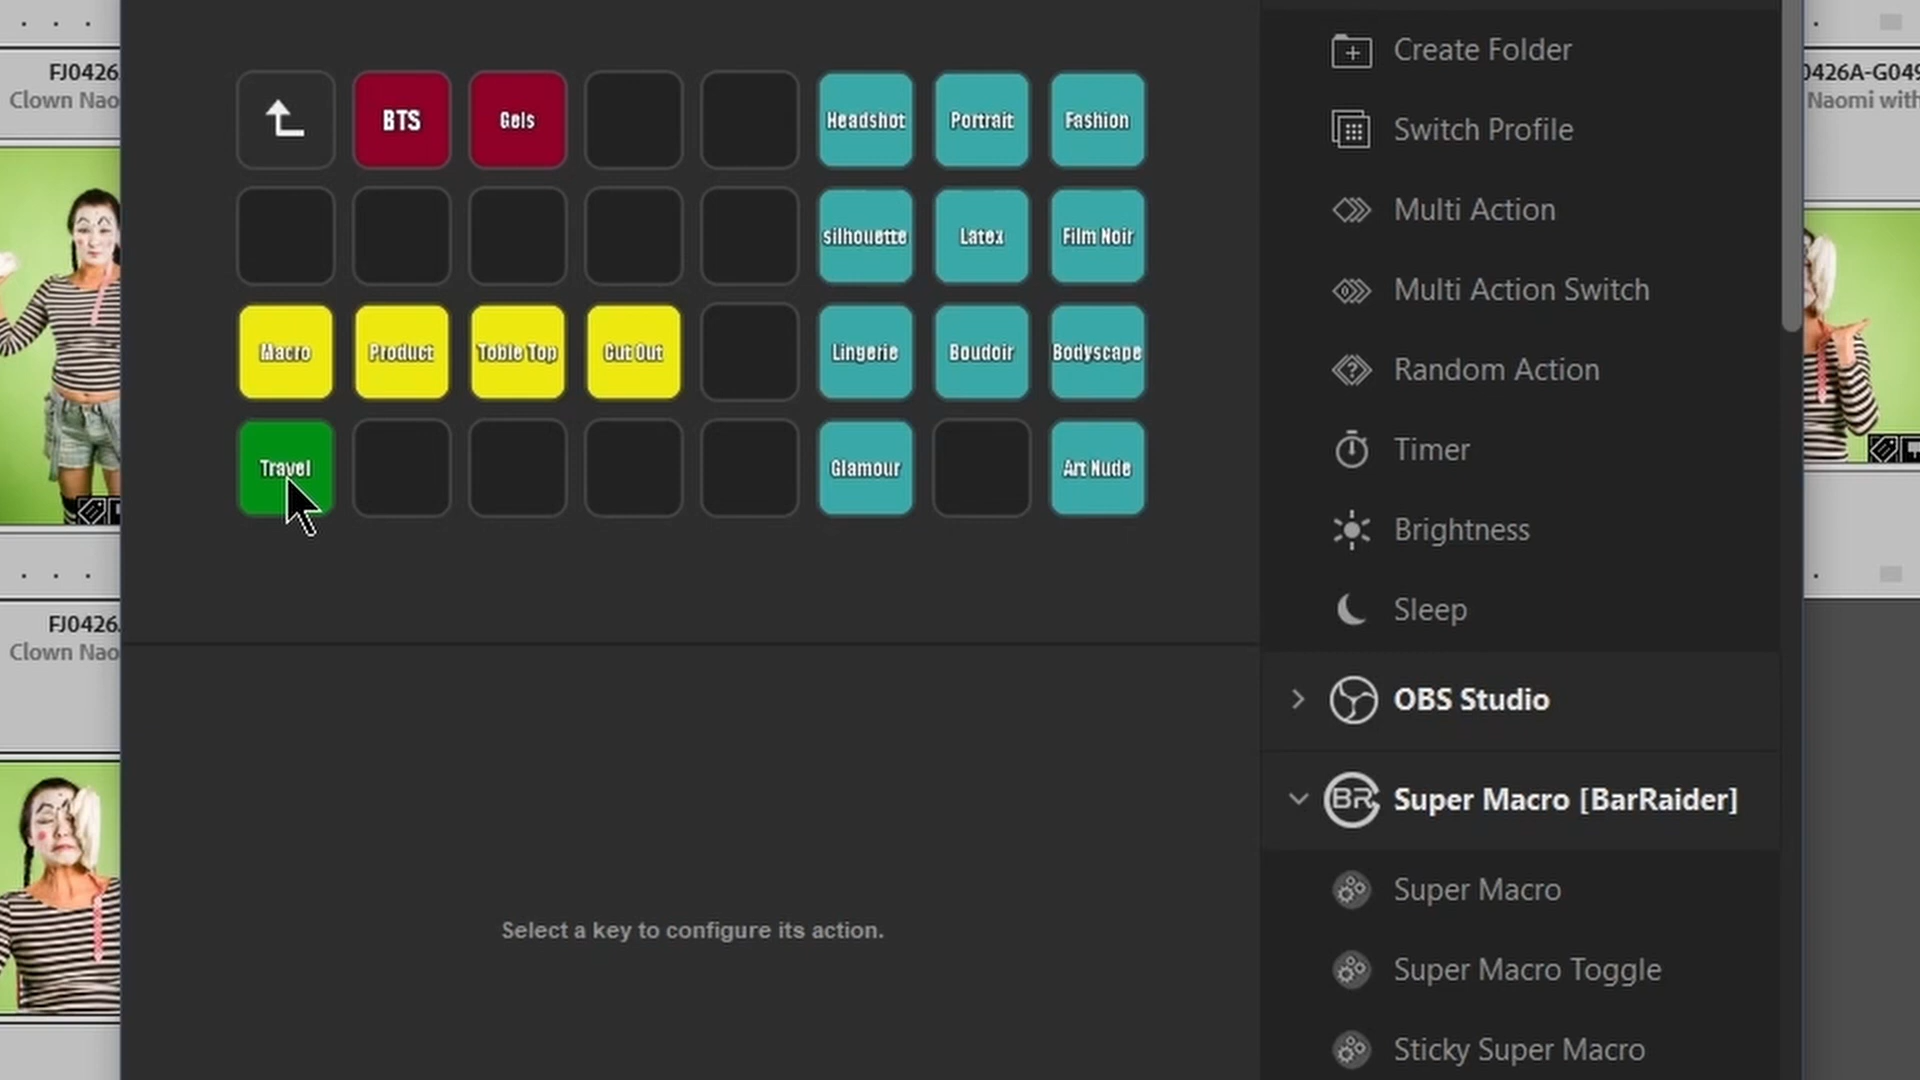 FJ0426
Clown Nao
BTS
Gels
Headshot
Portrait
Fashion
silhouette
Latex
Film Noir
Macro
Product
Toble Top
Cut Out
Lingerie
Boudoir
Bodyscape
Travel
Glamour
Art Nude
FJ0426
Clown Nao
Select a key to configure its action.
Create Folder
Switch Profile
Multi Action
Multi Action Switch
Random Action
Timer
Brightness
Sleep
OBS Studio
BR
Super Macro [BarRaider]
Super Macro
Super Macro Toggle
Sticky Super Macro
0426A-G049
Naomi with